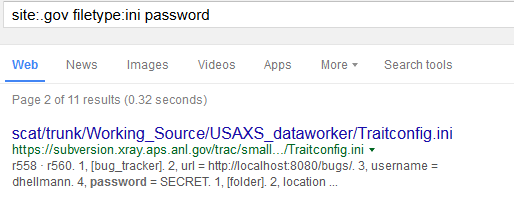 site:.gov filetype:ini password
Web News Images Videos Apps More Search tools
Page 2 of 11 results (0.32 seconds)
scat/trunk/Working_Source/USAXS_dataworker/Traitconfig.ini
https://subversion.xray.aps.anl.gov/trac/small.../Traitconfig.ini
r558 · r560. 1, [bug_tracker]. 2, url = http://localhost:8080/bugs/. 3, username =
dhellmann. 4, password = SECRET. 1, [folder]. 2, location ...